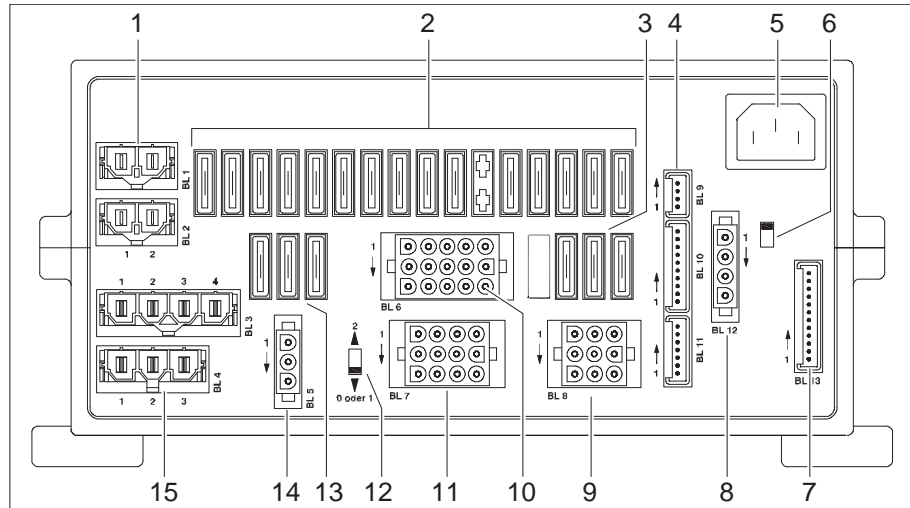 1 2 3 4 5 6
BL 1
BL 2
1 2
1 2 3 4
BL 3
BL 4
1 2 3
1
BL 5
2
0 oder 1
1
BL 6
1
BL 7
1
BL 8
BL 9
1
BL 10
1
BL 11
1
1
BL 12
BL 13
1
15 14 13 12 11 10 9 8 7